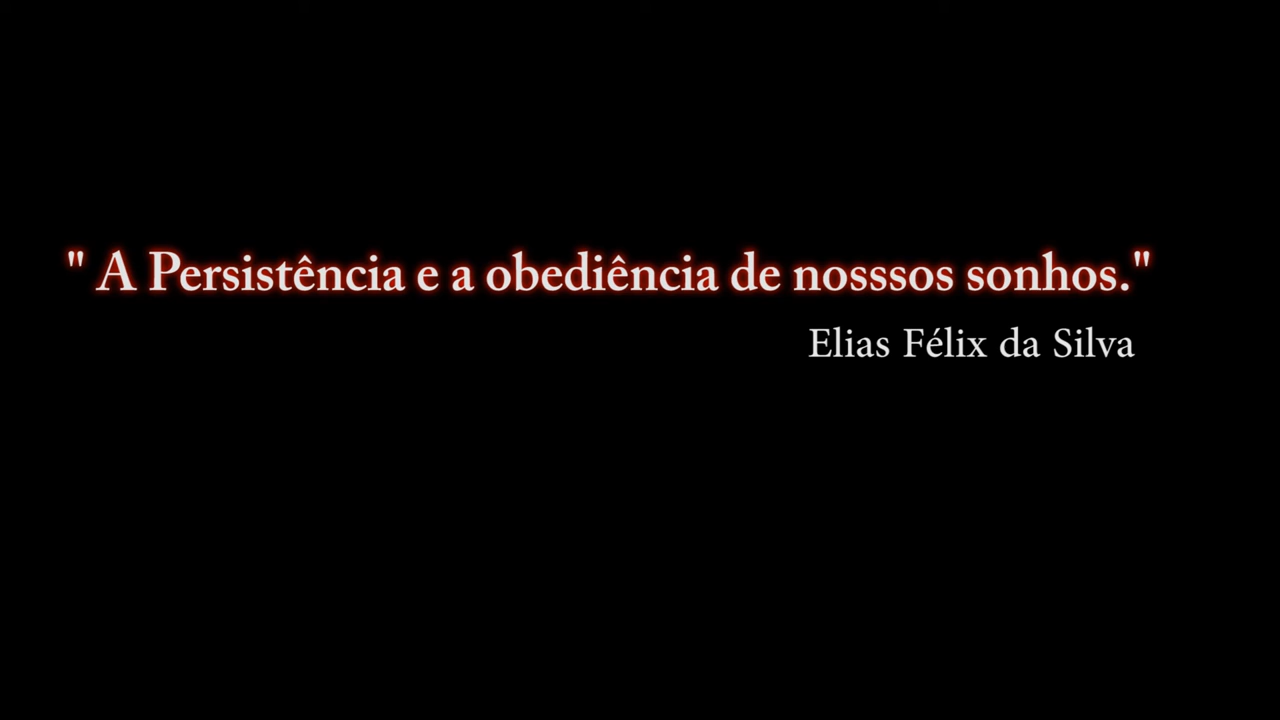 " A Persistência e a obediência de nosssos sonhos."
Elias Félix da Silva